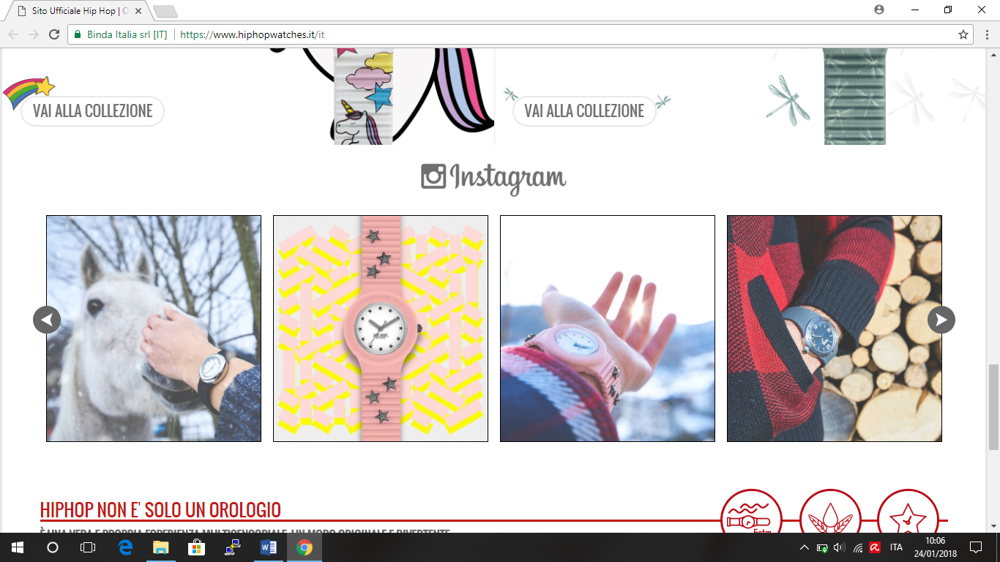 Sito Ufficiale Hip Hop | O
Binda Italia srl [IT]
https://www.hiphopwatches.it/it
VAI ALLA COLLEZIONE
VAI ALLA COLLEZIONE
Instagram
HIP HOP
HIPHOP NON E' SOLO UN OROLOGIO
È UNA VERA E PROPRIA ESPERIENZA MULTISENSORIALE, UN MODO ORIGINALE E DIVERTENTE
5atm
ITA
10:06
24/01/2018